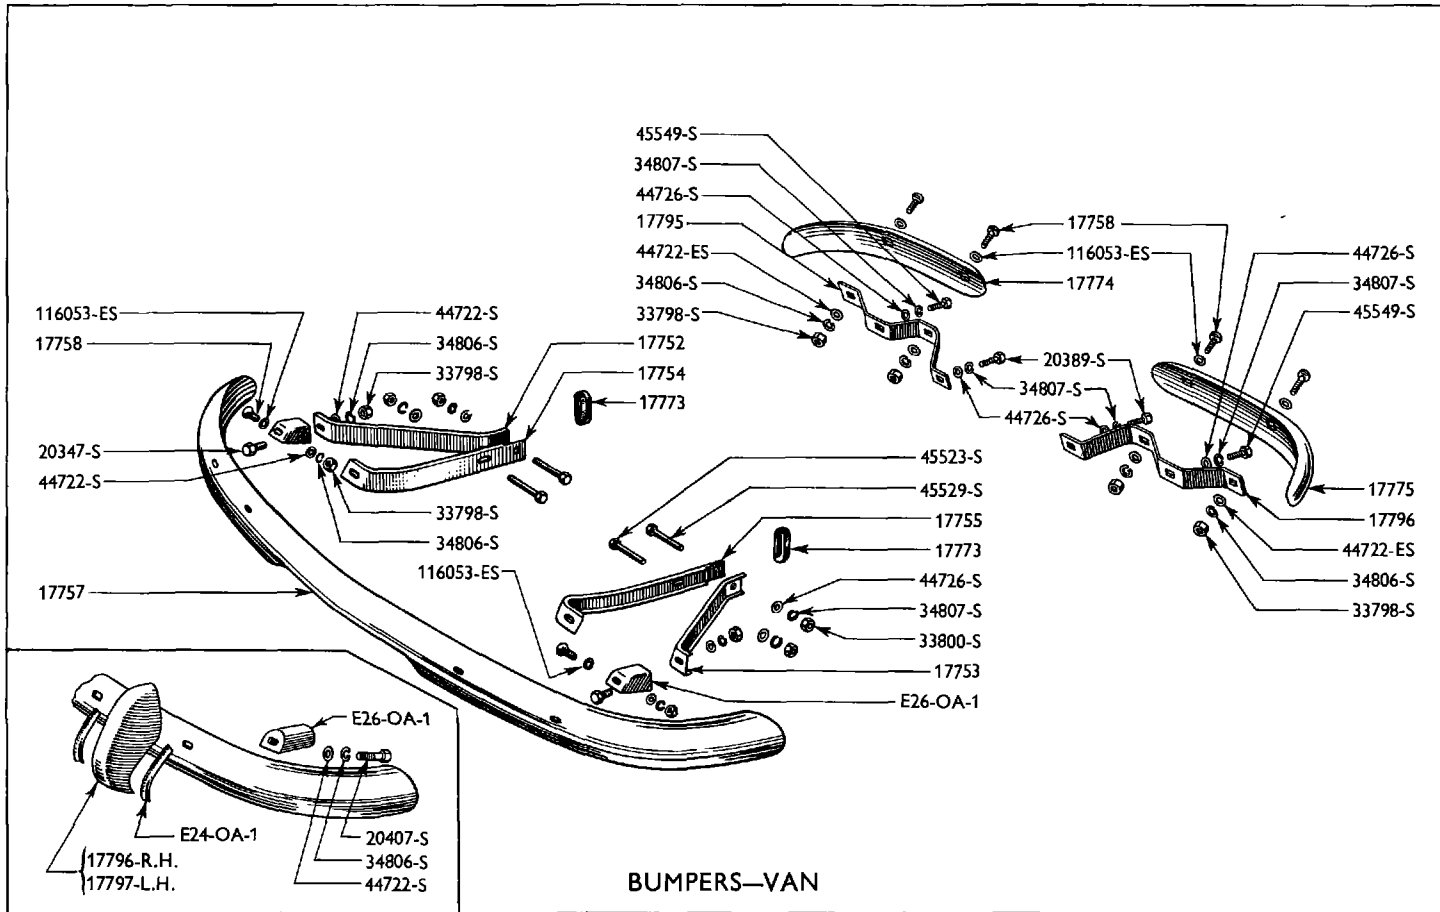 45549-S
34807-S
44726-S
17795
44722-ES
34806-S
33798-S
17758
116053-ES
17774
44726-S
34807-S
45549-S
116053-ES
17758
44722-S
34806-S
33798-S
17752
17754
17773
20389-S
34807-S
44726-S
20347-S
44722-S
33798-S
34806-S
45523-S
45529-S
17755
17773
17775
17796
44722-ES
34806-S
33798-S
116053-ES
17757
44726-S
34807-S
33800-S
17753
E26-OA-1
E26-OA-1
E24-OA-1
17796-R.H.
17797-L.H.
20407-S
34806-S
44722-S
BUMPERS—VAN